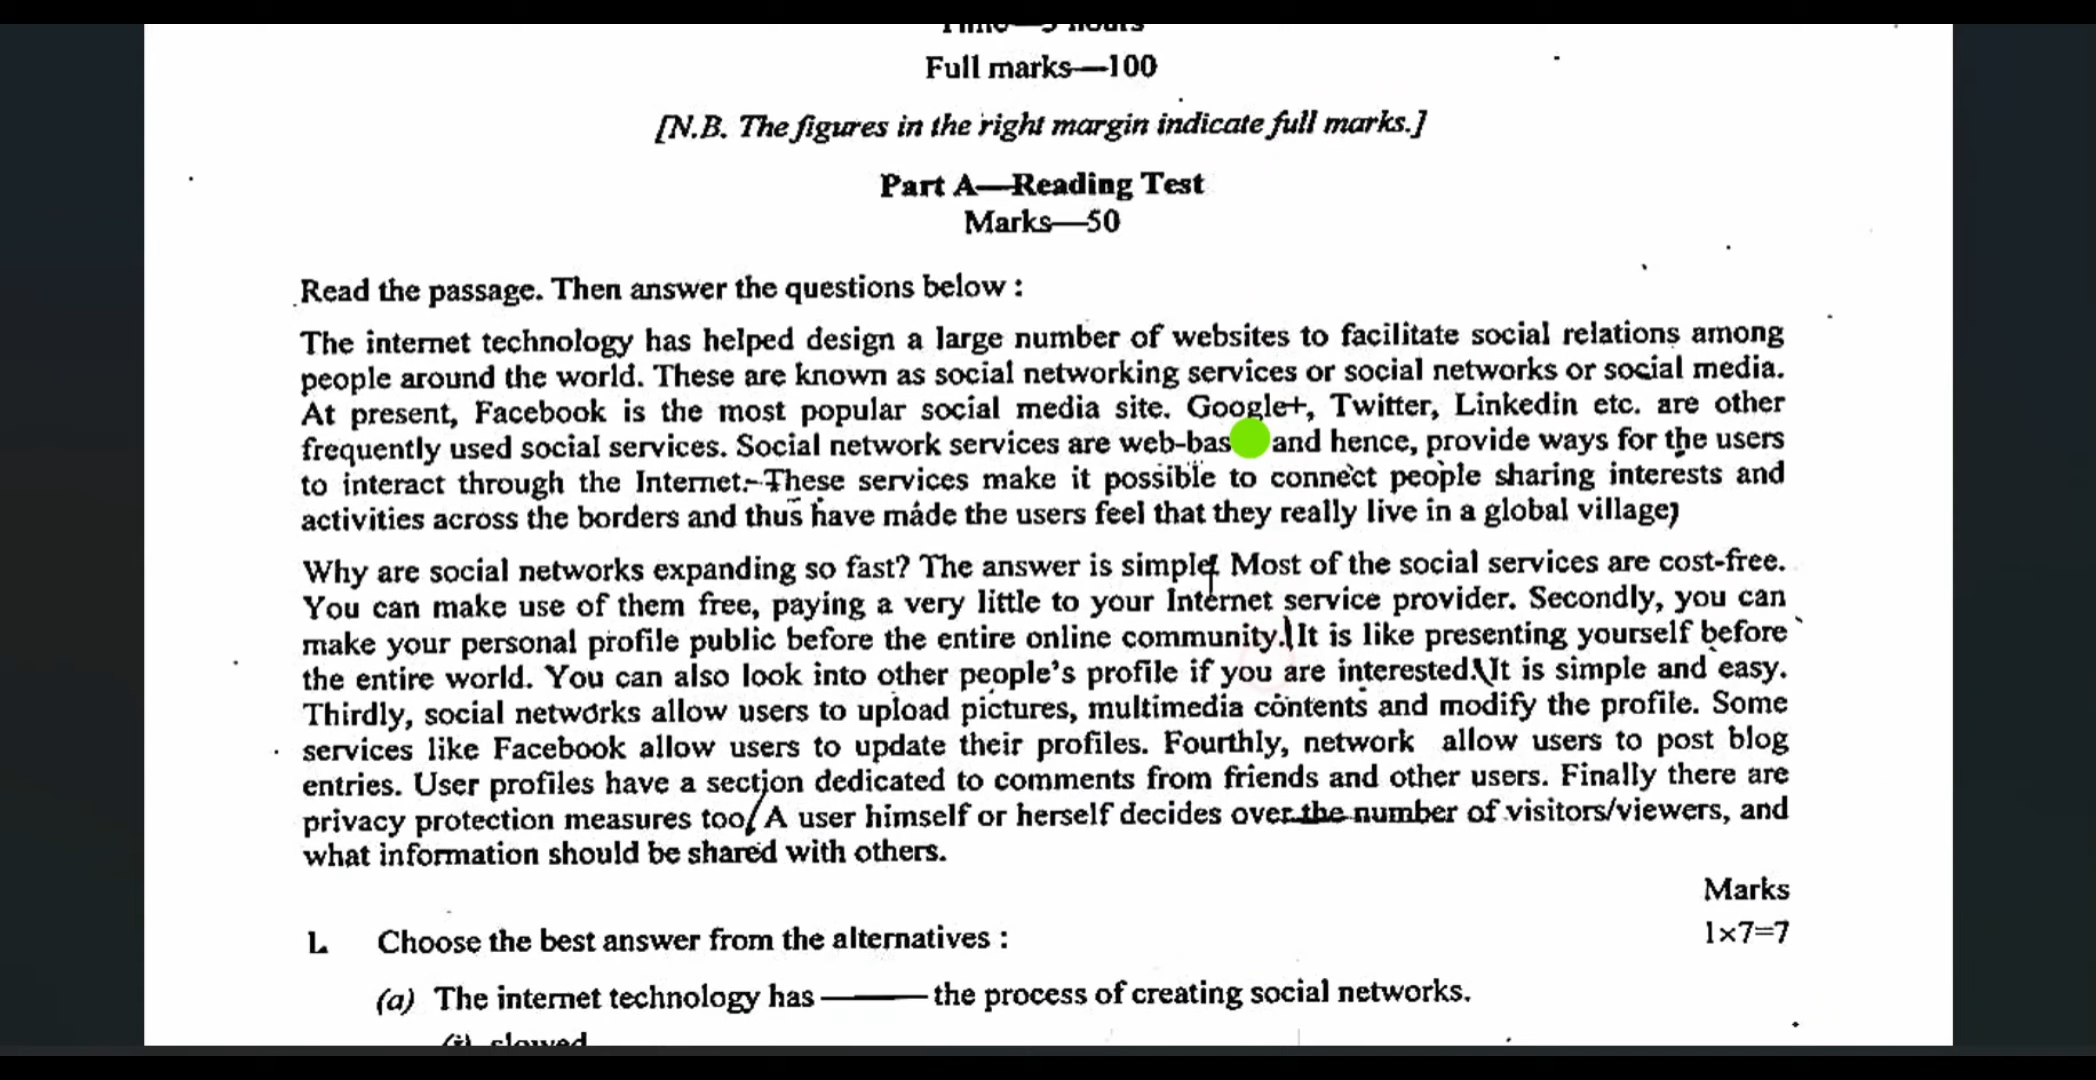 Time—3 hours
Full marks—100
[N.B. The figures in the right margin indicate full marks.]
Part A—Reading Test
Marks—50
Read the passage. Then answer the questions below :
The internet technology has helped design a large number of websites to facilitate social relations among
people around the world. These are known as social networking services or social networks or social media.
At present, Facebook is the most popular social media site. Google+, Twitter, Linkedin etc. are other
frequently used social services. Social network services are web-bas and hence, provide ways for the users
to interact through the Internet. These services make it possible to connect people sharing interests and
activities across the borders and thus have made the users feel that they really live in a global village
Why are social networks expanding so fast? The answer is simple. Most of the social services are cost-free.
You can make use of them free, paying a very little to your Internet service provider. Secondly, you can
make your personal profile public before the entire online community. It is like presenting yourself before
the entire world. You can also look into other people's profile if you are interested. It is simple and easy.
Thirdly, social networks allow users to upload pictures, multimedia contents and modify the profile. Some
services like Facebook allow users to update their profiles. Fourthly, network allow users to post blog
entries. User profiles have a section dedicated to comments from friends and other users. Finally there are
privacy protection measures too. A user himself or herself decides over the number of visitors/viewers, and
what information should be shared with others.
Marks
1. Choose the best answer from the alternatives : 1×7=7
(a) The internet technology has ——— the process of creating social networks.
(i) slowed